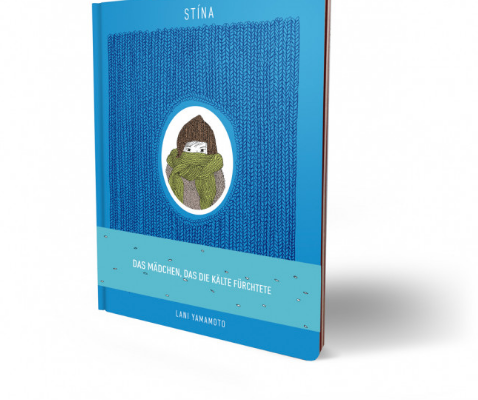 STÍNA
DAS MÄDCHEN, DAS DIE KÄLTE FÜRCHTETE
LANI YAMAMOTO